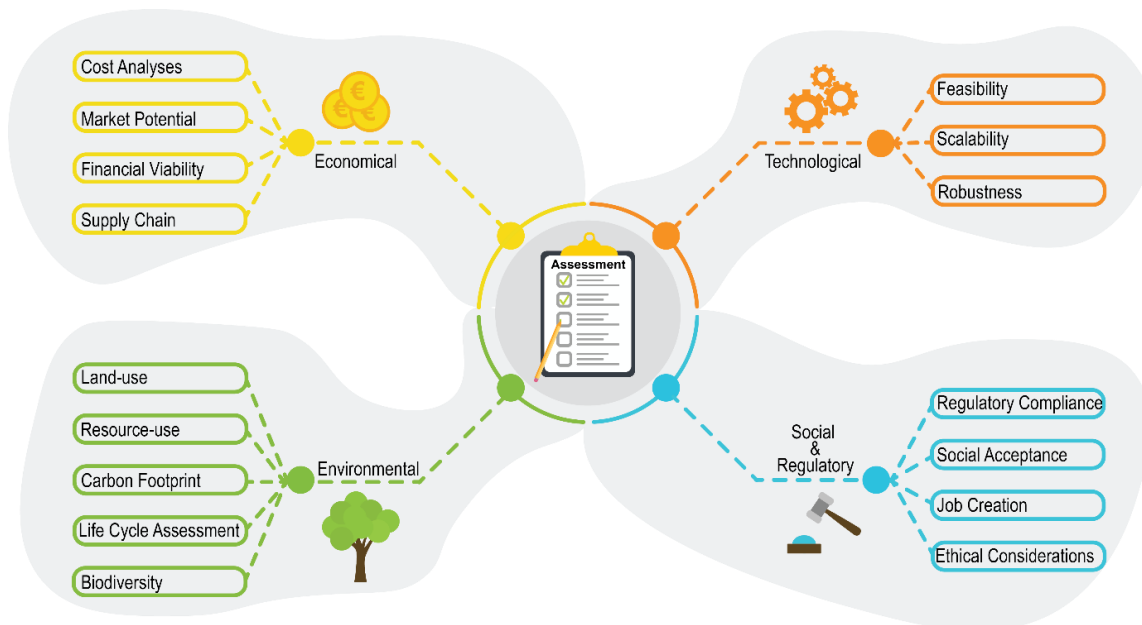 Cost Analyses
Market Potential
Financial Viability
Supply Chain
€
€
€
Economical
Technological
Feasibility
Scalability
Robustness
Assessment
Land-use
Resource-use
Carbon Footprint
Life Cycle Assessment
Biodiversity
Environmental
Social
&
Regulatory
Regulatory Compliance
Social Acceptance
Job Creation
Ethical Considerations